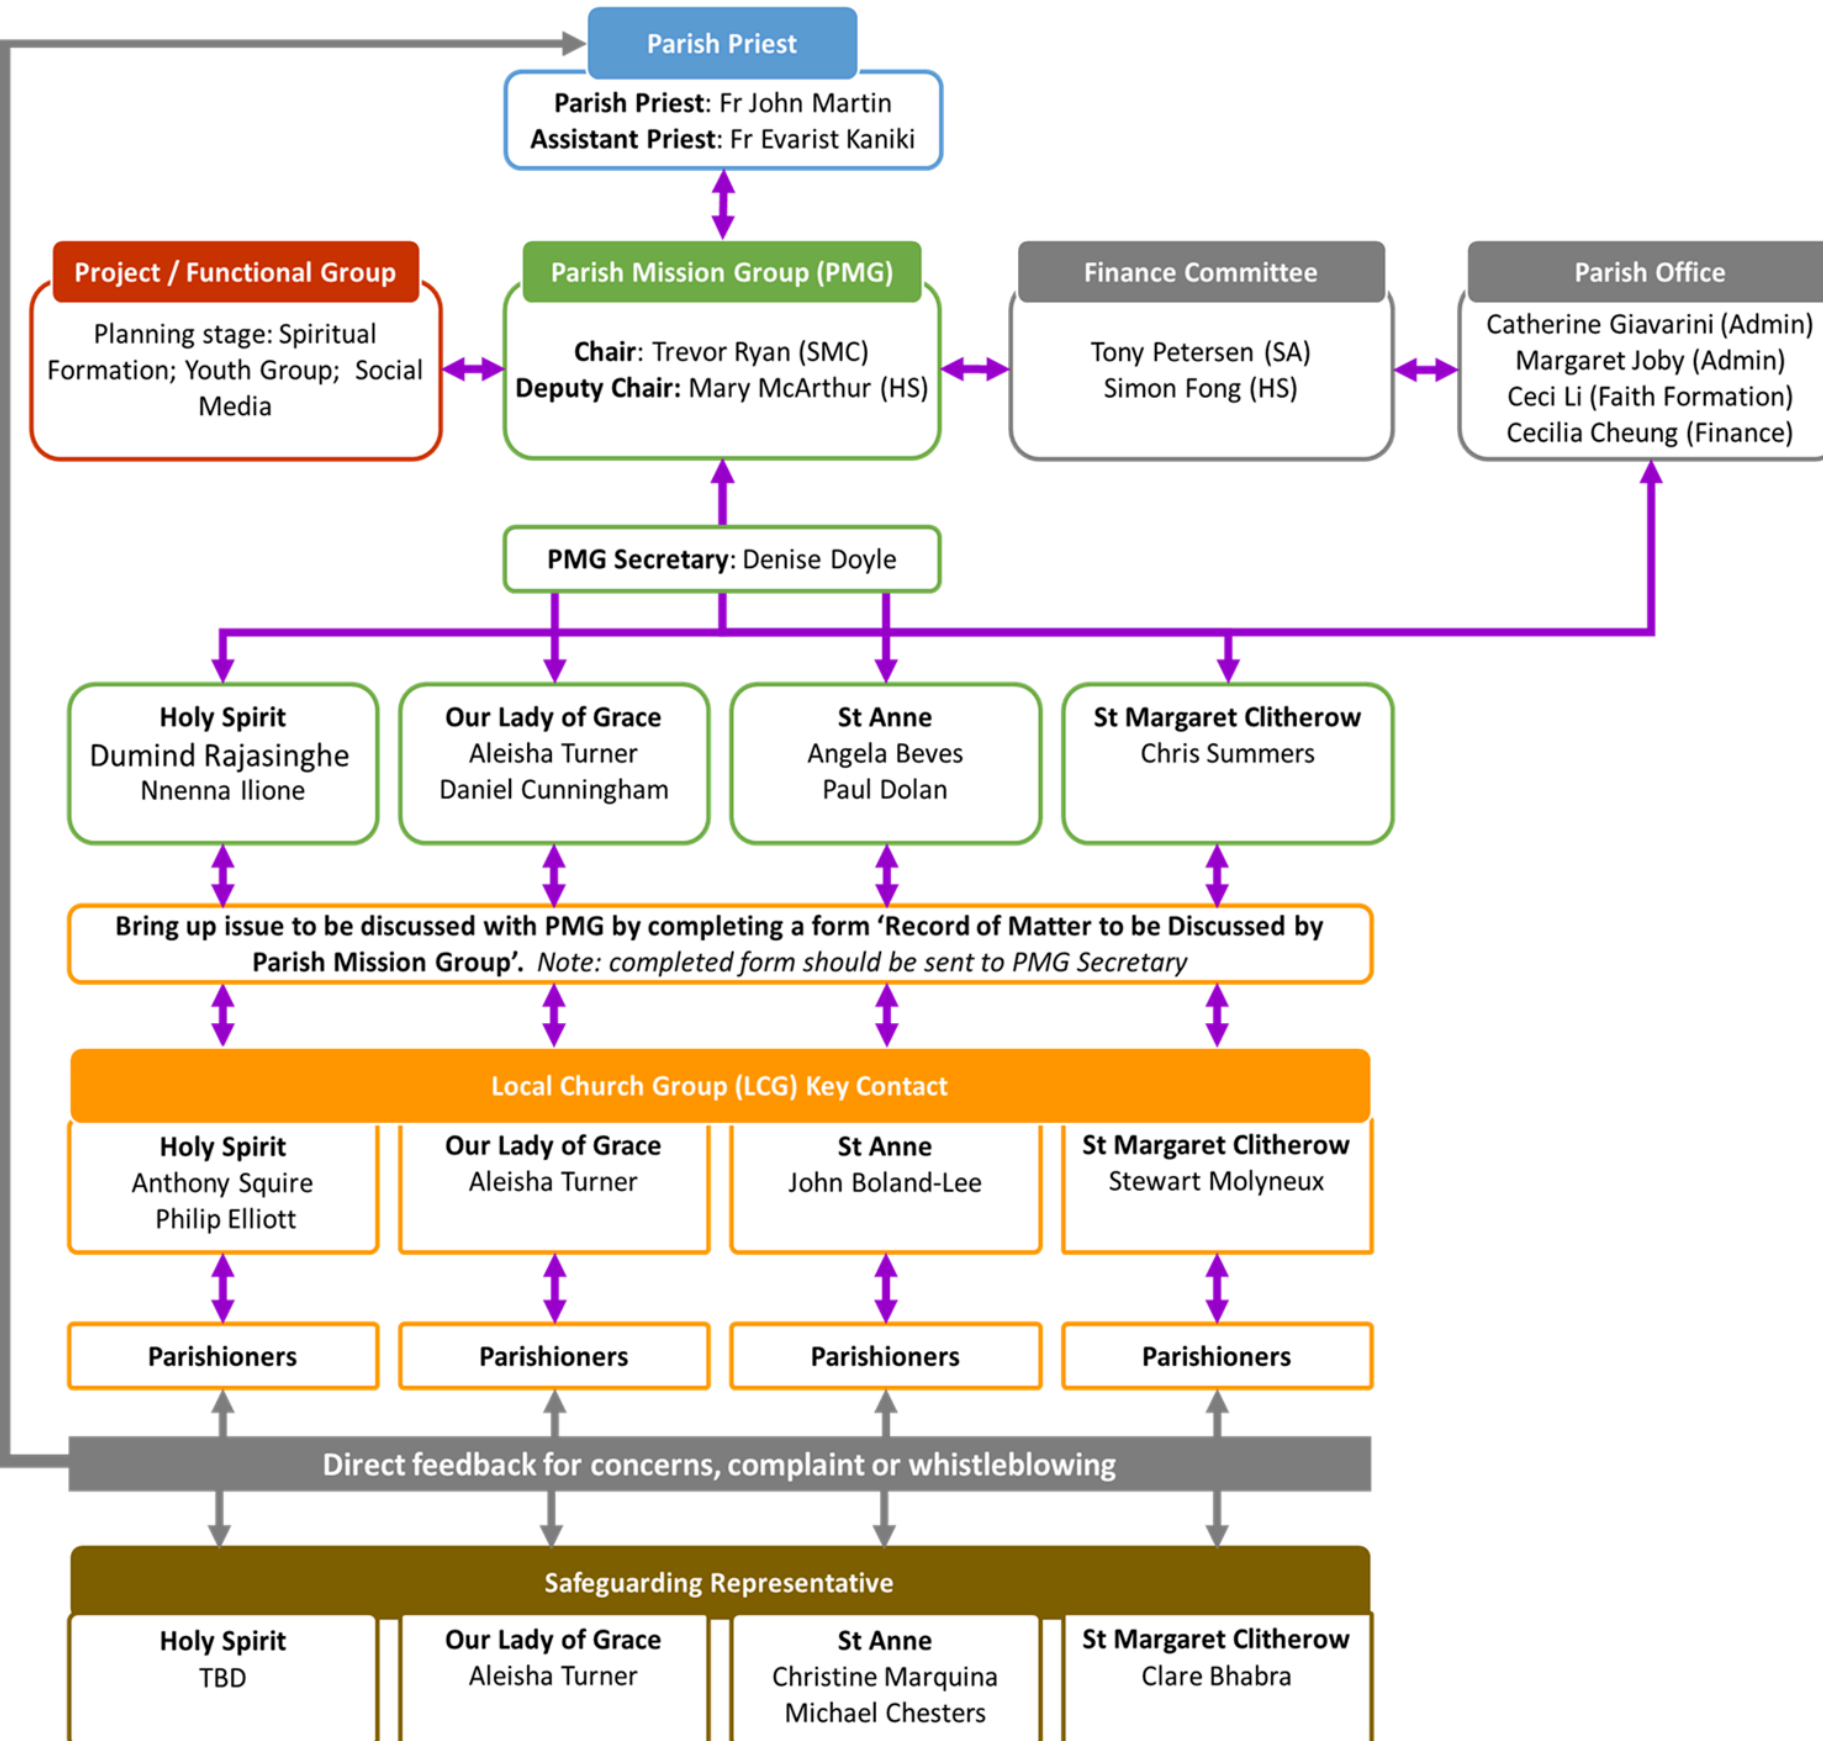 Parish Priest
Parish Priest: Fr John Martin
Assistant Priest: Fr Evarist Kaniki
Project / Functional Group
Planning stage: Spiritual
Formation; Youth Group; Social
Media
Parish Mission Group (PMG)
Chair: Trevor Ryan (SMC)
Deputy Chair: Mary McArthur (HS)
Finance Committee
Tony Petersen (SA)
Simon Fong (HS)
Parish Office
Catherine Giavarini (Admin)
Margaret Joby (Admin)
Ceci Li (Faith Formation)
Cecilia Cheung (Finance)
PMG Secretary: Denise Doyle
Holy Spirit
Dumind Rajasinghe
Nnenna Ilione
Our Lady of Grace
Aleisha Turner
Daniel Cunningham
St Anne
Angela Beves
Paul Dolan
St Margaret Clitherow
Chris Summers
Bring up issue to be discussed with PMG by completing a form ‘Record of Matter to be Discussed by
Parish Mission Group’. Note: completed form should be sent to PMG Secretary
Local Church Group (LCG) Key Contact
Holy Spirit
Anthony Squire
Philip Elliott
Our Lady of Grace
Aleisha Turner
St Anne
John Boland-Lee
St Margaret Clitherow
Stewart Molyneux
Parishioners
Parishioners
Parishioners
Parishioners
Direct feedback for concerns, complaint or whistleblowing
Safeguarding Representative
Holy Spirit
TBD
Our Lady of Grace
Aleisha Turner
St Anne
Christine Marquina
Michael Chesters
St Margaret Clitherow
Clare Bhabra